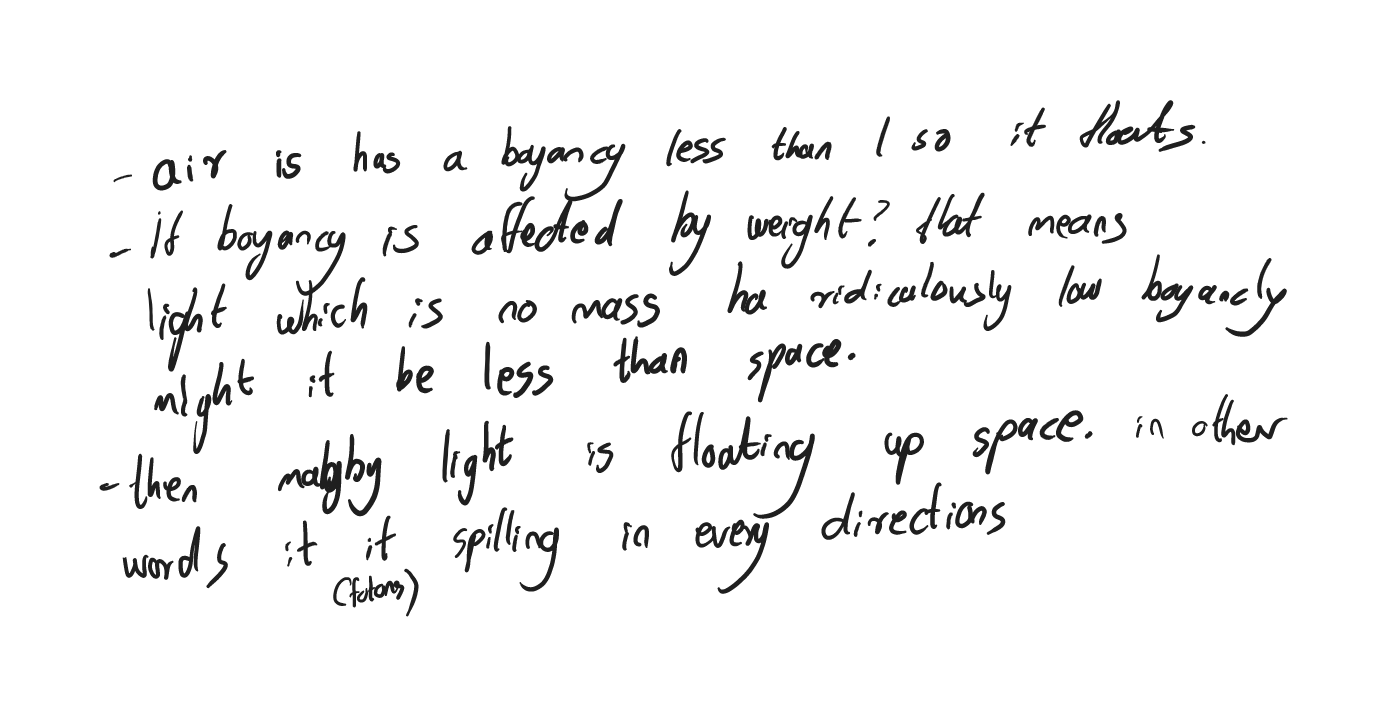 - air is has a boyancy less than 1 so it floats.
- If boyancy is affected by weight? that means
light which is no mass ha ridiculously low boyancly
might it be less than space.
- then maby light is floating up space. in other
words it it spilling in every directions
(fotons)